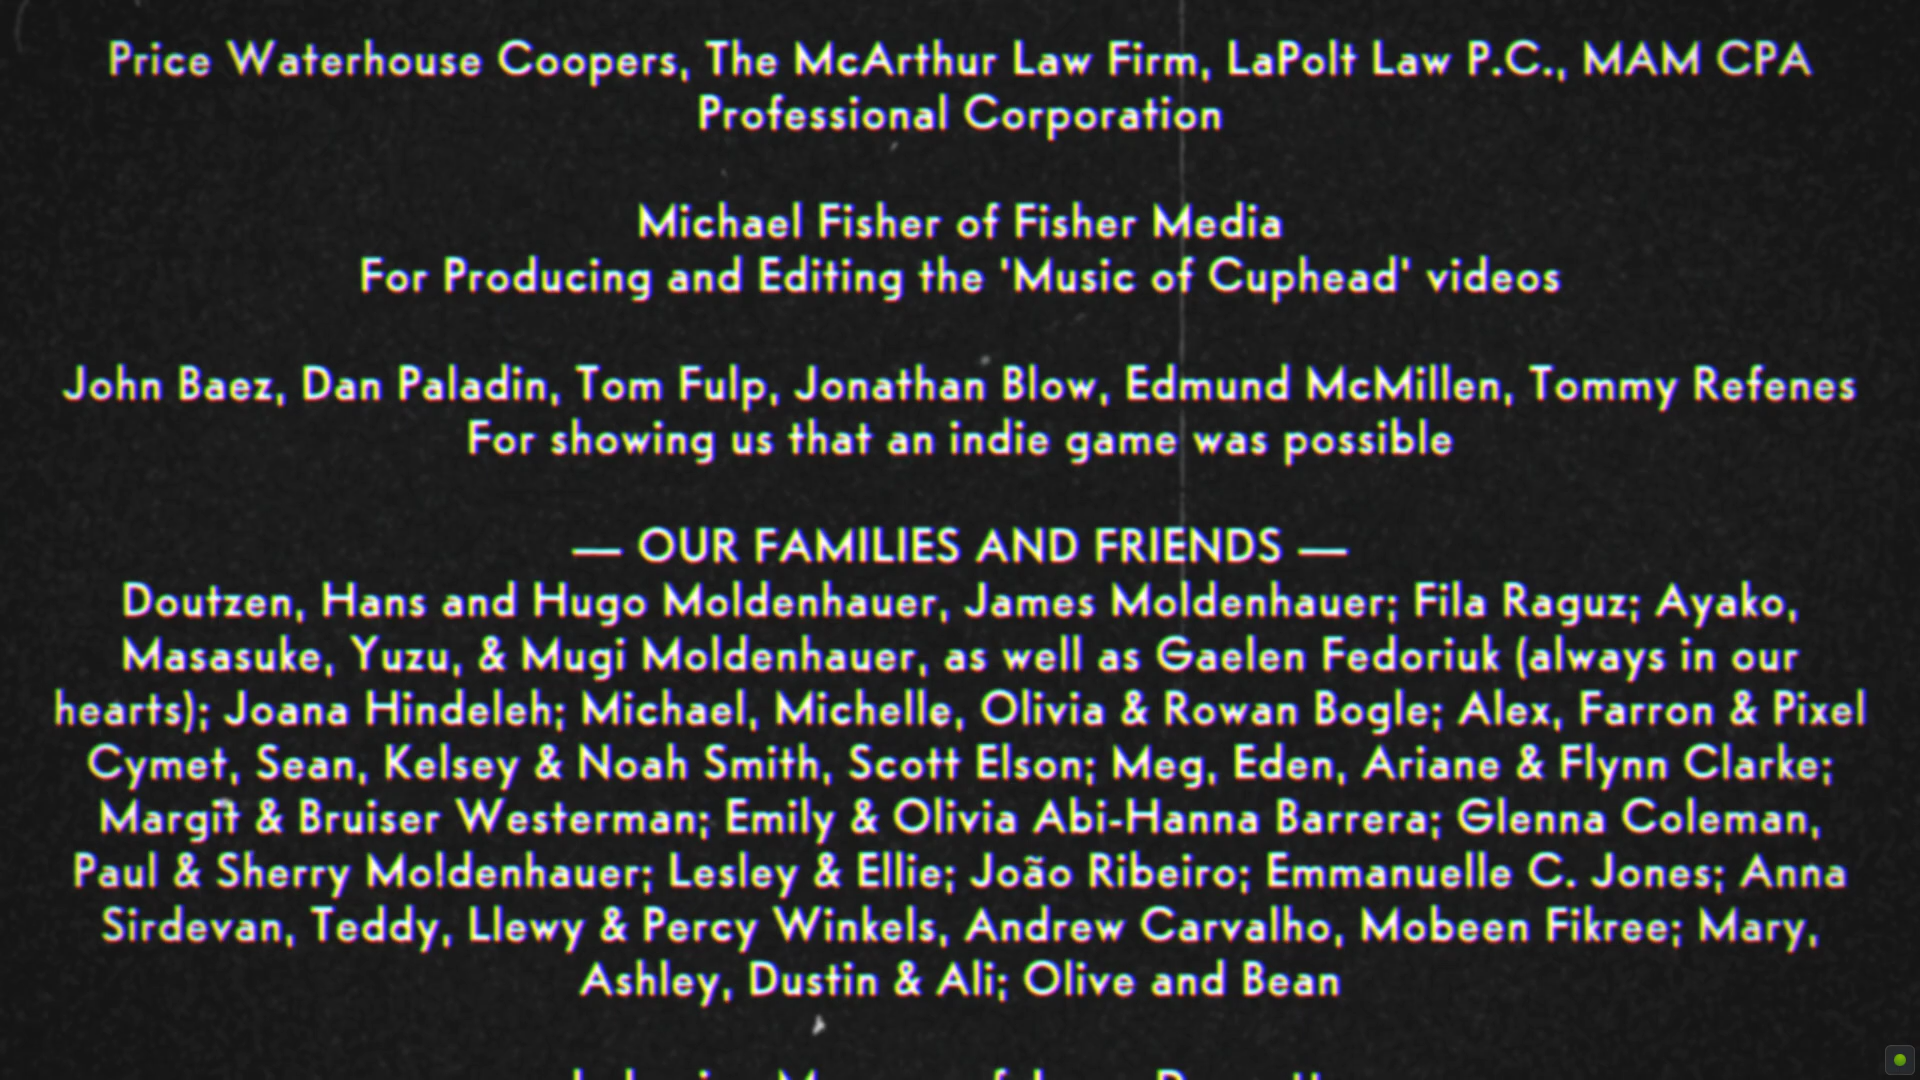 Price Waterhouse Coopers, The McArthur Law Firm, LaPolt Law P.C., MAM CPA
Professional Corporation
Michael Fisher of Fisher Media
For Producing and Editing the 'Music of Cuphead' videos
John Baez, Dan Paladin, Tom Fulp, Jonathan Blow, Edmund McMillen, Tommy Refenes
For showing us that an indie game was possible
— OUR FAMILIES AND FRIENDS —
Doutzen, Hans and Hugo Moldenhauer, James Moldenhauer; Fila Raguz; Ayako,
Masasuke, Yuzu, & Mugi Moldenhauer, as well as Gaelen Fedoriuk (always in our
hearts); Joana Hindeleh; Michael, Michelle, Olivia & Rowan Bogle; Alex, Farron & Pixel
Cymet, Sean, Kelsey & Noah Smith, Scott Elson; Meg, Eden, Ariane & Flynn Clarke;
Margit & Bruiser Westerman; Emily & Olivia Abi-Hanna Barrera; Glenna Coleman,
Paul & Sherry Moldenhauer; Lesley & Ellie; João Ribeiro; Emmanuelle C. Jones; Anna
Sirdevan, Teddy, Llewy & Percy Winkels, Andrew Carvalho, Mobeen Fikree; Mary,
Ashley, Dustin & Ali; Olive and Bean